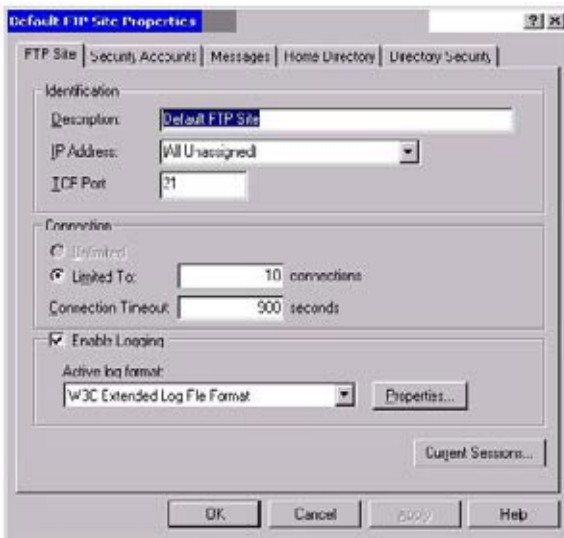 Default FTP Site Properties
FTP Site Security Accounts Messages Home Directory Directory Security
Identification
Description: Default FTP Site
IP Address: (All Unassigned)
TCP Port 21
Connection
Unlimited
Limited To: 10 connections
Connection Timeout 900 seconds
Enable Logging
Active log format:
W3C Extended Log File Format Properties...
Current Sessions...
OK Cancel Apply Help